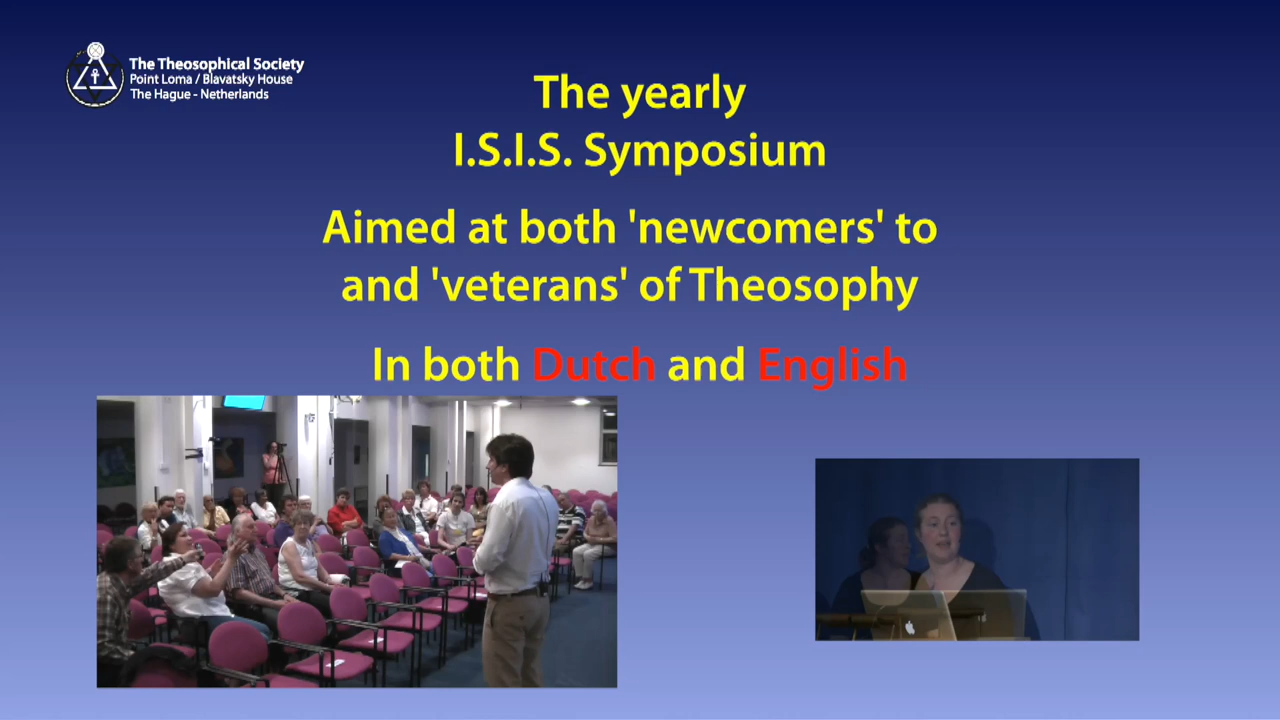 The Theosophical Society
Point Loma / Blavatsky House
The Hague - Netherlands
The yearly
I.S.I.S. Symposium
Aimed at both 'newcomers' to
and 'veterans' of Theosophy
In both Dutch and English